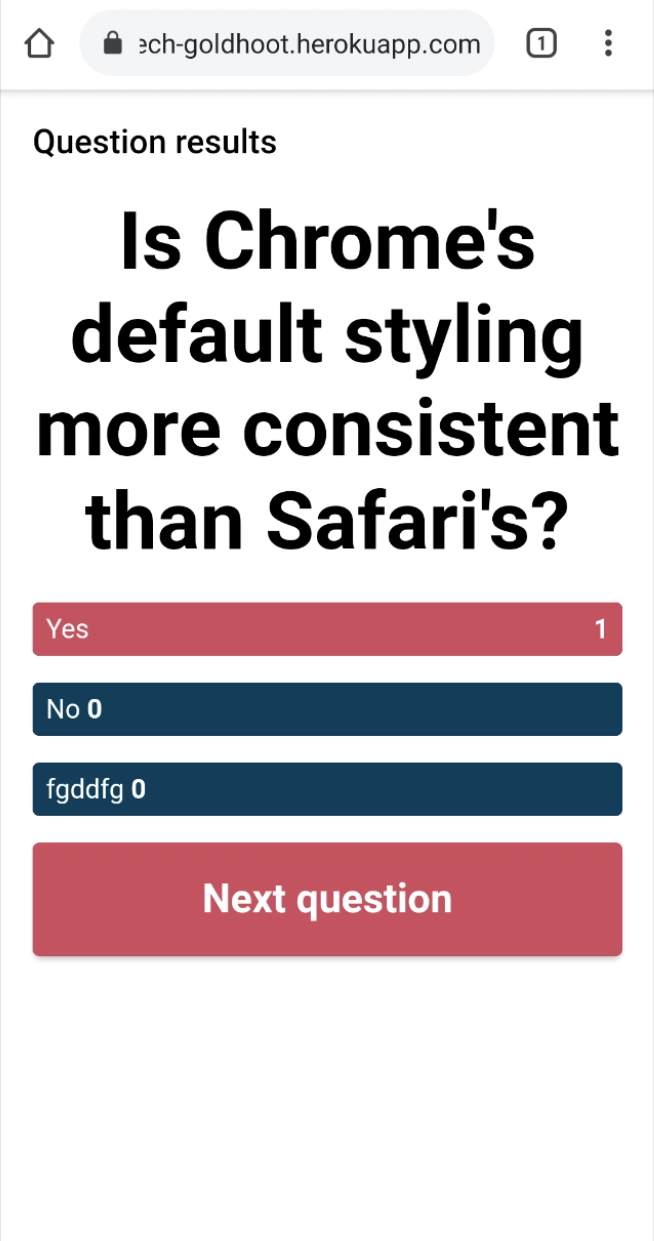 ech-goldhoot.herokuapp.com
1
Question results
Is Chrome's
default styling
more consistent
than Safari's?
Yes 1
No 0
fgddfg 0
Next question